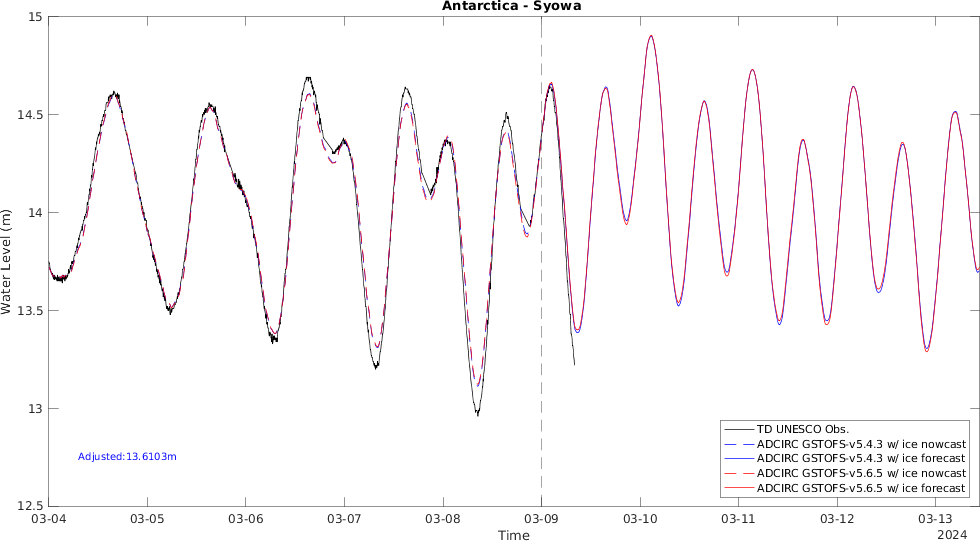 Antarctica - Syowa
Water Level (m)
15
14.5
14
13.5
13
12.5
Adjusted:13.6103m
TD UNESCO Obs.
ADCIRC GSTOFS-v5.4.3 w/ ice nowcast
ADCIRC GSTOFS-v5.4.3 w/ ice forecast
ADCIRC GSTOFS-v5.6.5 w/ ice nowcast
ADCIRC GSTOFS-v5.6.5 w/ ice forecast
03-04 03-05 03-06 03-07 03-08 03-09 03-10 03-11 03-12 03-13
Time
2024